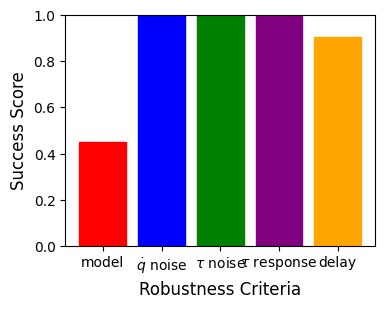 1.0
0.8
0.6
0.4
0.2
0.0
Success Score
model q̇ noise τ noise τ response delay
Robustness Criteria